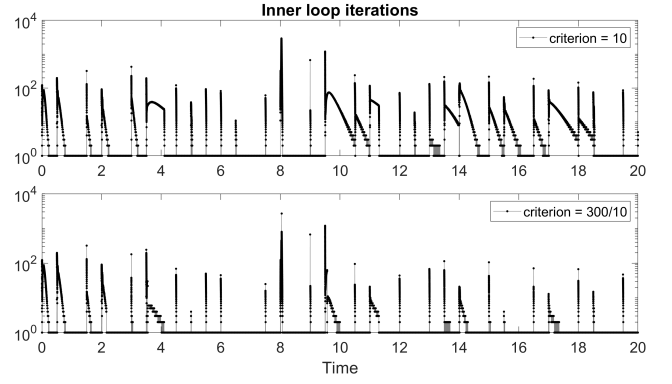 Inner loop iterations
10^4
criterion = 10
10^2
10^0
0 2 4 6 8 10 12 14 16 18 20
10^4
criterion = 300/10
10^2
10^0
0 2 4 6 8 10 12 14 16 18 20
Time